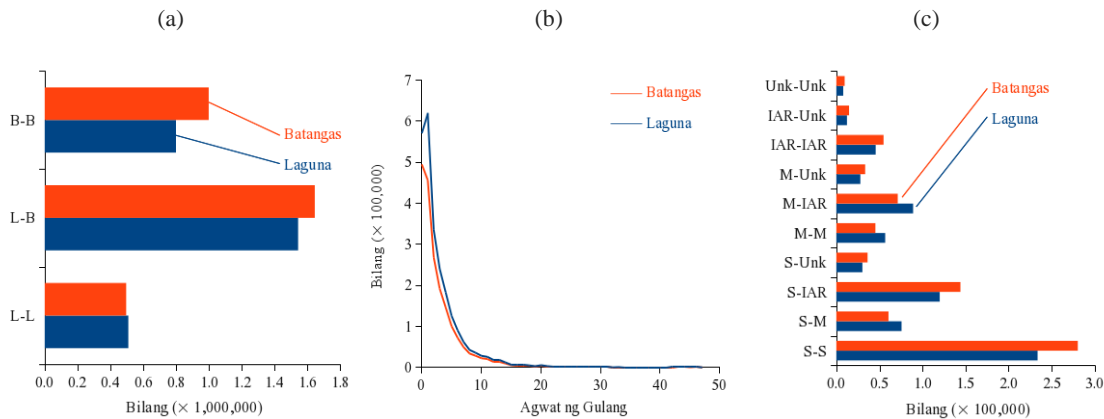 (a)
B-B
L-B
L-L
Batangas
Laguna
0.0 0.2 0.4 0.6 0.8 1.0 1.2 1.4 1.6 1.8
Bilang (× 1,000,000)
(b)
Bilang (× 100,000)
7
6
5
4
3
2
1
0
Batangas
Laguna
0 10 20 30 40 50
Agwat ng Gulang
(c)
Unk-Unk
IAR-Unk
IAR-IAR
M-Unk
M-IAR
M-M
S-Unk
S-IAR
S-M
S-S
Batangas
Laguna
0.0 0.5 1.0 1.5 2.0 2.5 3.0
Bilang (× 100,000)